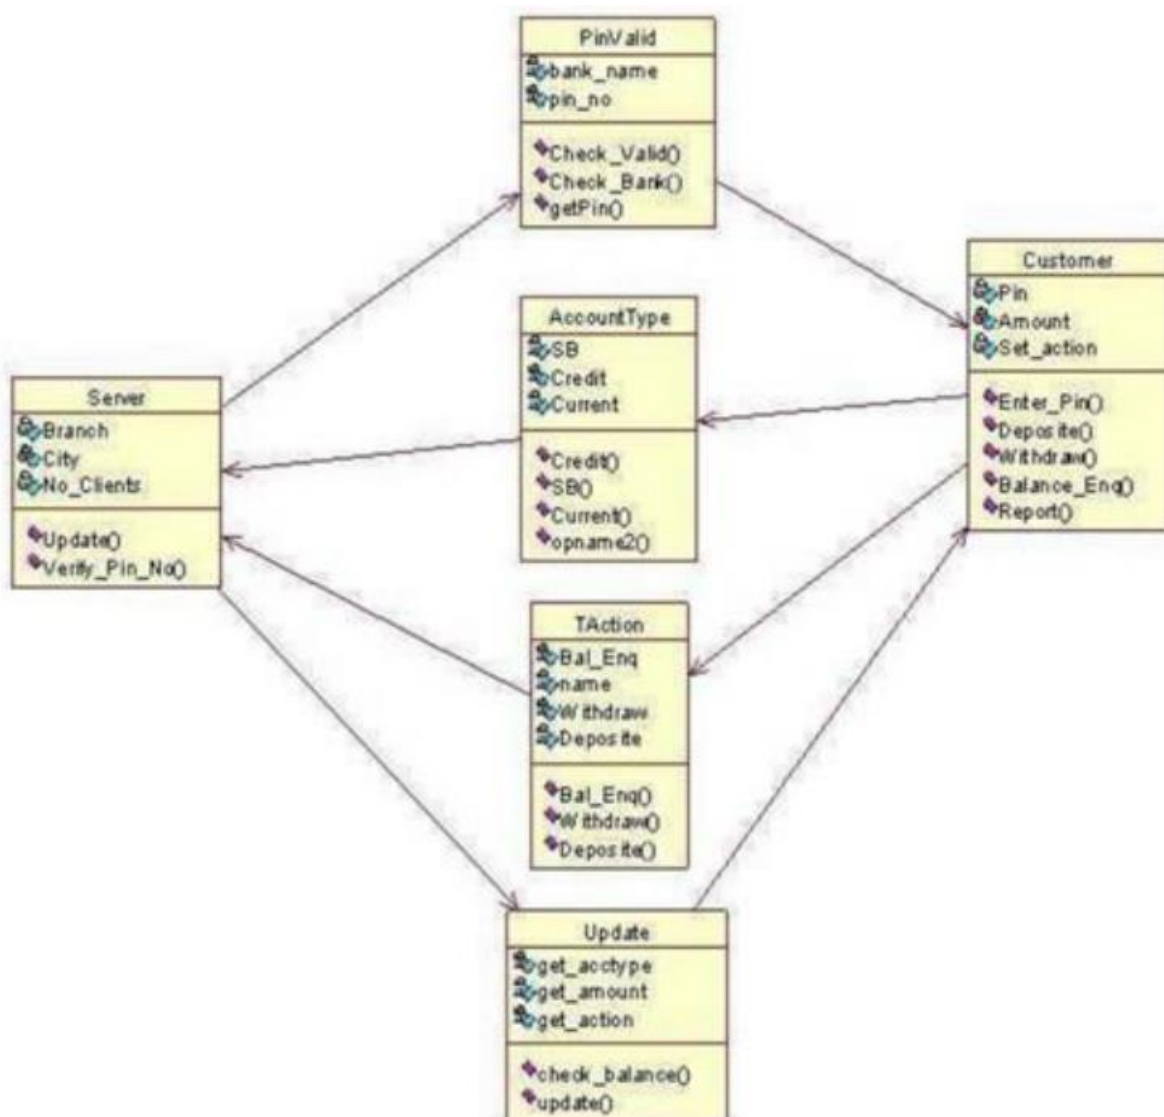 PinValid
bank_name
pin_no
Check_Valid()
Check_Bank()
getPin()
Customer
Pin
Amount
Set_action
Enter_Pin()
Deposite()
Withdraw()
Balance_Enq()
Report()
AccountType
SB
Credit
Current
Credit()
SB()
Current()
opname2()
Server
Branch
City
No_Clients
Update()
Verify_Pin_No()
TAction
Bal_Enq
name
Withdraw
Deposite
Bal_Enq()
Withdraw()
Deposite()
Update
get_acctype
get_amount
get_action
check_balance()
update()